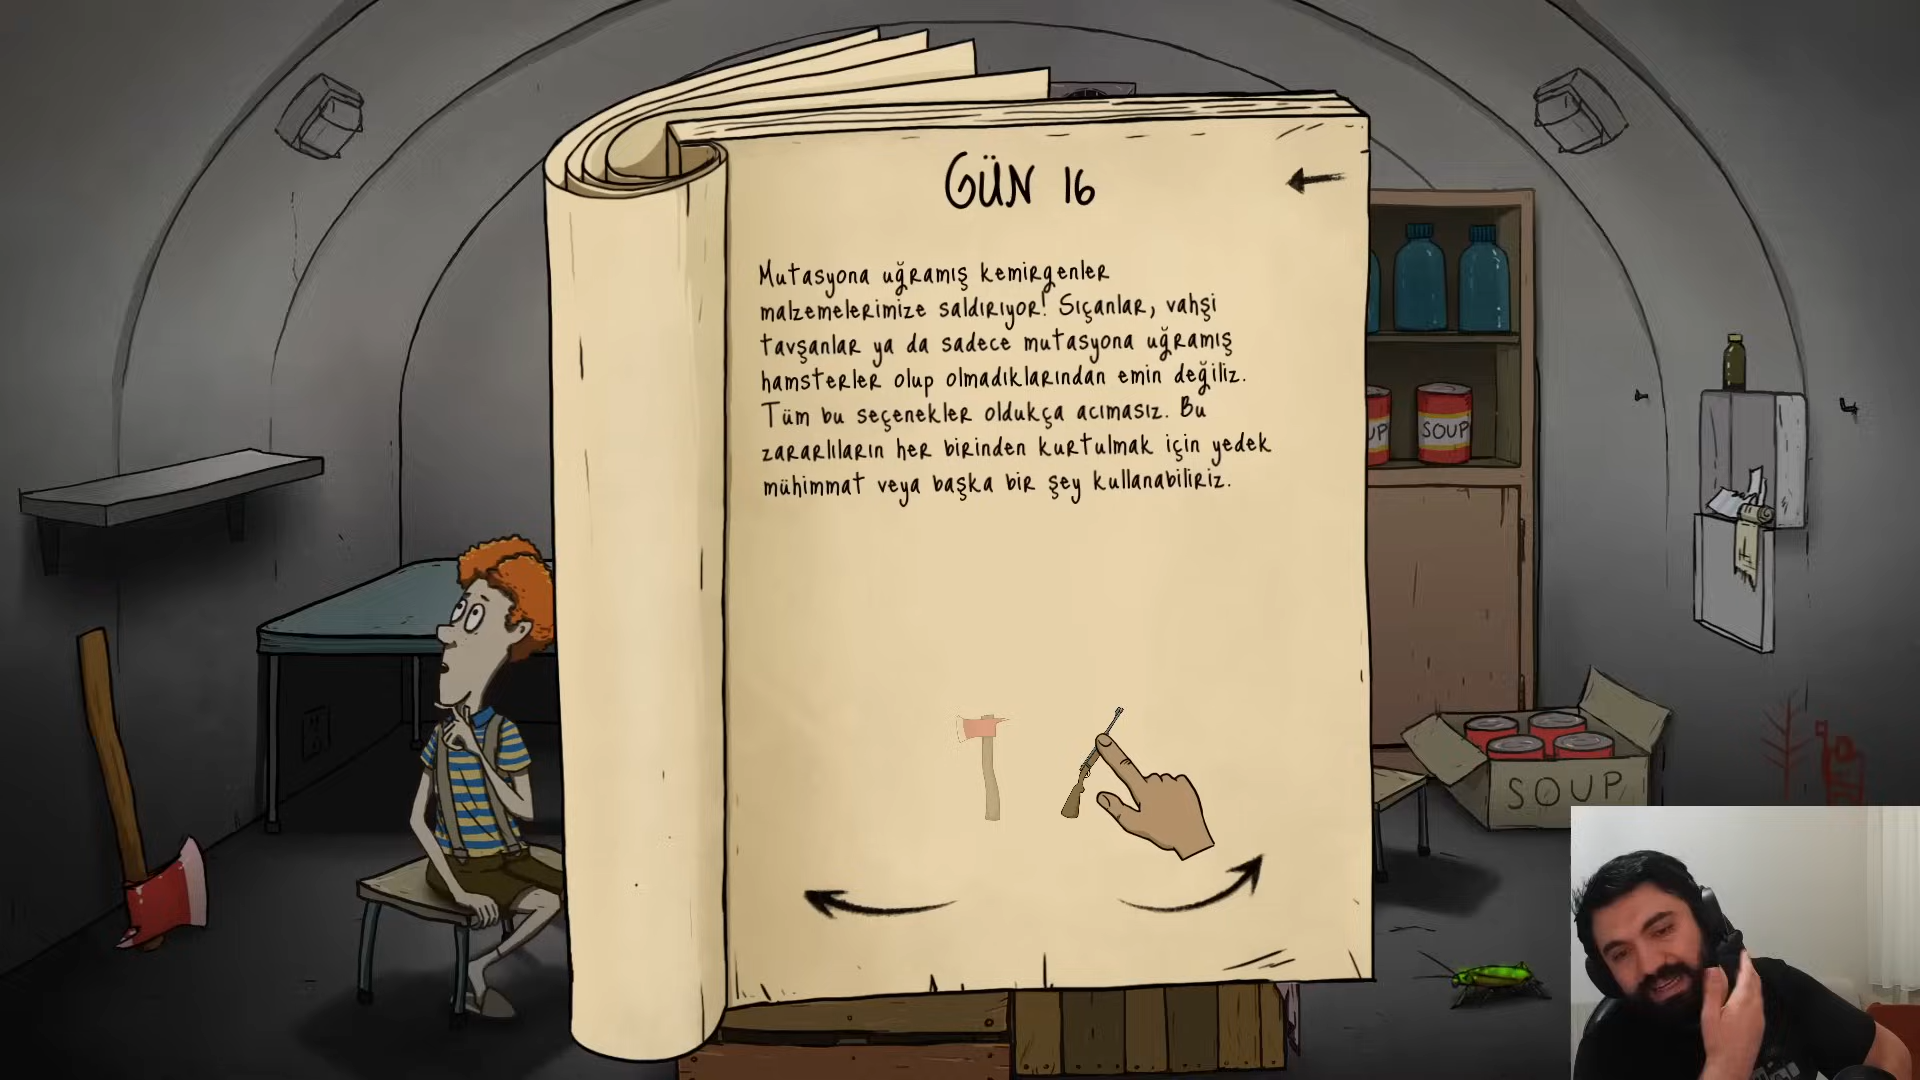 GÜN 16
Mutasyona uğramış kemirgenler
malzemelerimize saldırıyor! Sıçanlar, vahşi
tavşanlar ya da sadece mutasyona uğramış
hamsterler olup olmadıklarından emin değiliz.
Tüm bu seçenekler oldukça acımasız. Bu
zararlıların her birinden kurtulmak için yedek
mühimmat veya başka bir şey kullanabiliriz.
UP
SOUP
SOUP